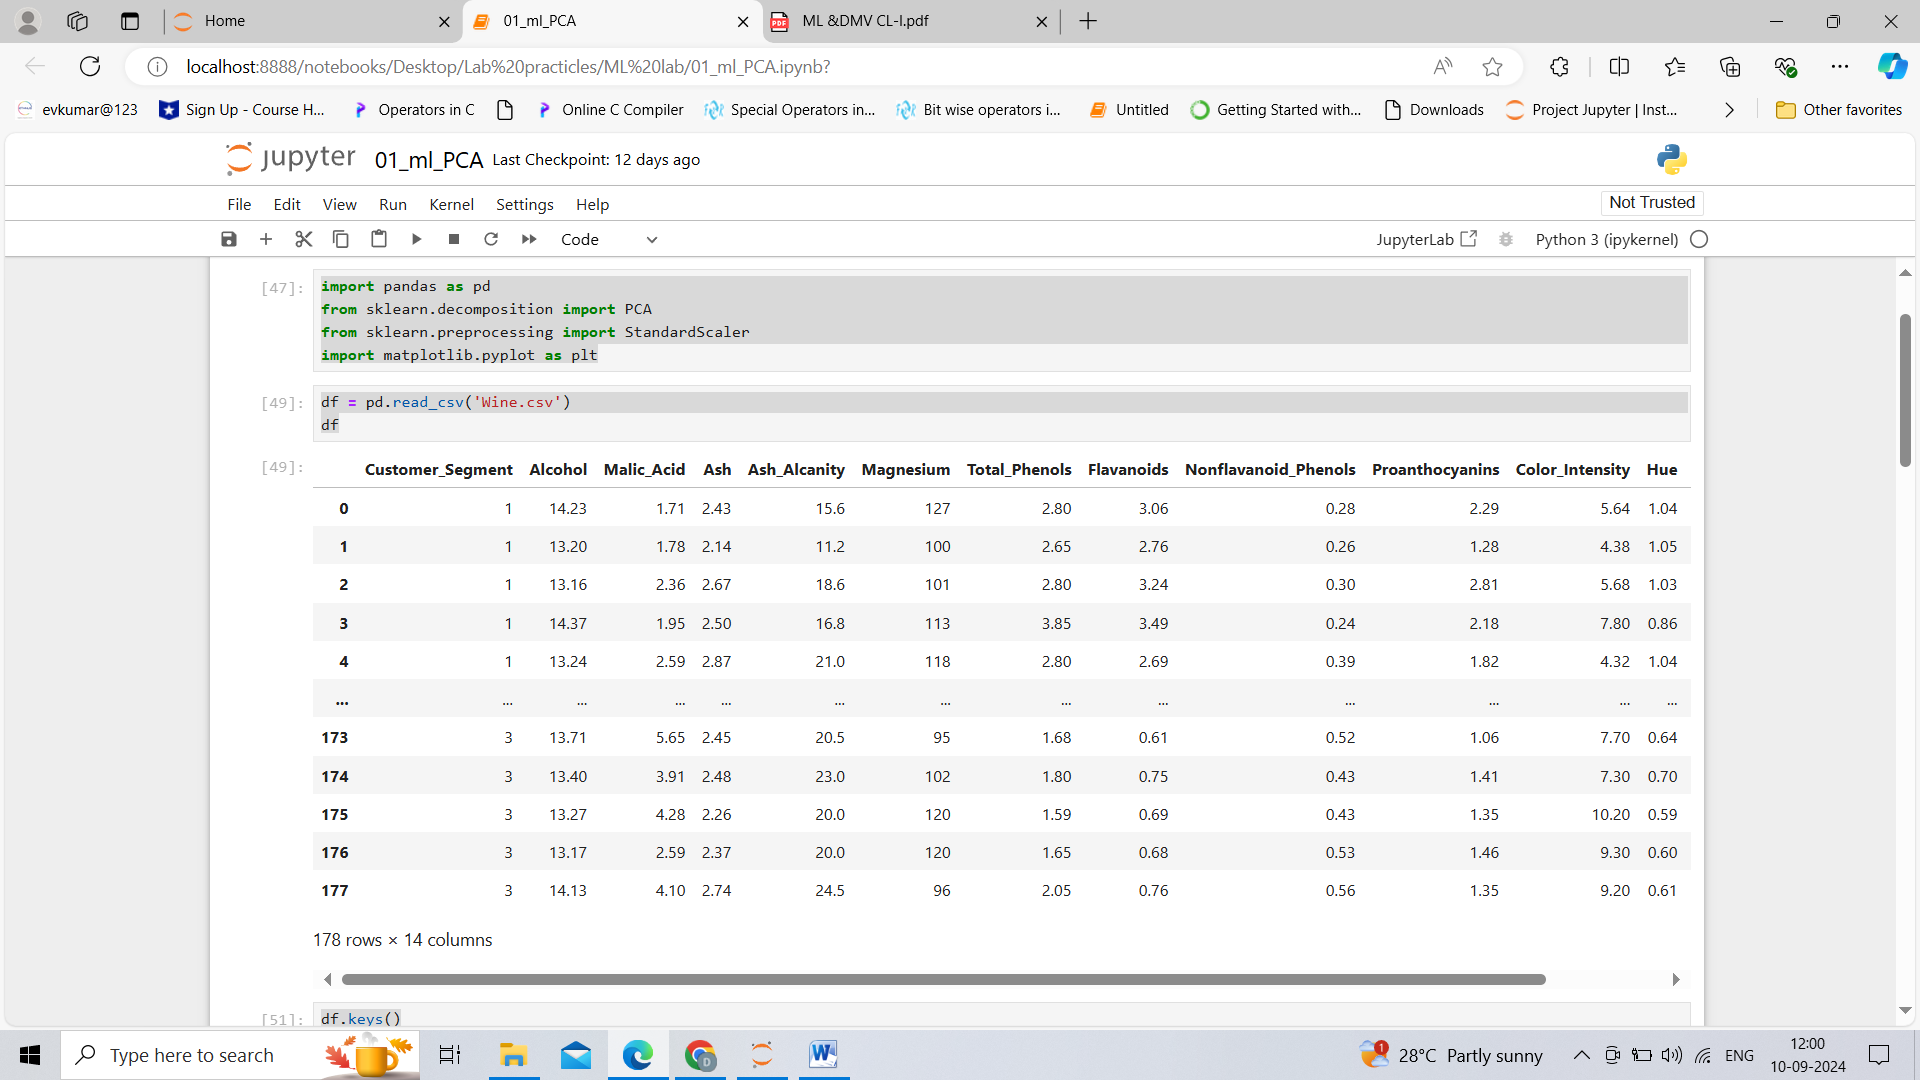 Home
01_ml_PCA
ML &DMV CL-I.pdf
localhost:8888/notebooks/Desktop/Lab%20practicles/ML%20lab/01_ml_PCA.ipynb?
evkumar@123 Sign Up - Course H... Operators in C Online C Compiler Special Operators in... Bit wise operators i... Untitled Getting Started with... Downloads Project Jupyter | Inst... Other favorites
jupyter 01_ml_PCA Last Checkpoint: 12 days ago
File Edit View Run Kernel Settings Help Not Trusted
Code JupyterLab Python 3 (ipykernel)
[47]: import pandas as pd
from sklearn.decomposition import PCA
from sklearn.preprocessing import StandardScaler
import matplotlib.pyplot as plt
[49]: df = pd.read_csv('Wine.csv')
df
[49]: Customer_Segment Alcohol Malic_Acid Ash Ash_Alcanity Magnesium Total_Phenols Flavanoids Nonflavanoid_Phenols Proanthocyanins Color_Intensity Hue
0 1 14.23 1.71 2.43 15.6 127 2.80 3.06 0.28 2.29 5.64 1.04
1 1 13.20 1.78 2.14 11.2 100 2.65 2.76 0.26 1.28 4.38 1.05
2 1 13.16 2.36 2.67 18.6 101 2.80 3.24 0.30 2.81 5.68 1.03
3 1 14.37 1.95 2.50 16.8 113 3.85 3.49 0.24 2.18 7.80 0.86
4 1 13.24 2.59 2.87 21.0 118 2.80 2.69 0.39 1.82 4.32 1.04
... ... ... ... ... ... ... ... ... ... ... ... ...
173 3 13.71 5.65 2.45 20.5 95 1.68 0.61 0.52 1.06 7.70 0.64
174 3 13.40 3.91 2.48 23.0 102 1.80 0.75 0.43 1.41 7.30 0.70
175 3 13.27 4.28 2.26 20.0 120 1.59 0.69 0.43 1.35 10.20 0.59
176 3 13.17 2.59 2.37 20.0 120 1.65 0.68 0.53 1.46 9.30 0.60
177 3 14.13 4.10 2.74 24.5 96 2.05 0.76 0.56 1.35 9.20 0.61
178 rows × 14 columns
[51]: df.keys()
Type here to search 1 28°C Partly sunny ENG 12:00
10-09-2024